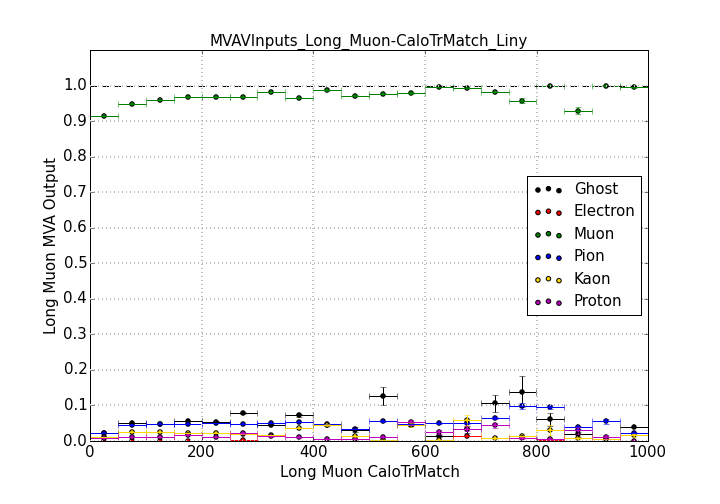 MVAVInputs_Long_Muon-CaloTrMatch_Liny
Long Muon MVA Output
1.0
0.9
0.8
0.7
0.6
0.5
0.4
0.3
0.2
0.1
0.0
Ghost
Electron
Muon
Pion
Kaon
Proton
0 200 400 600 800 1000
Long Muon CaloTrMatch